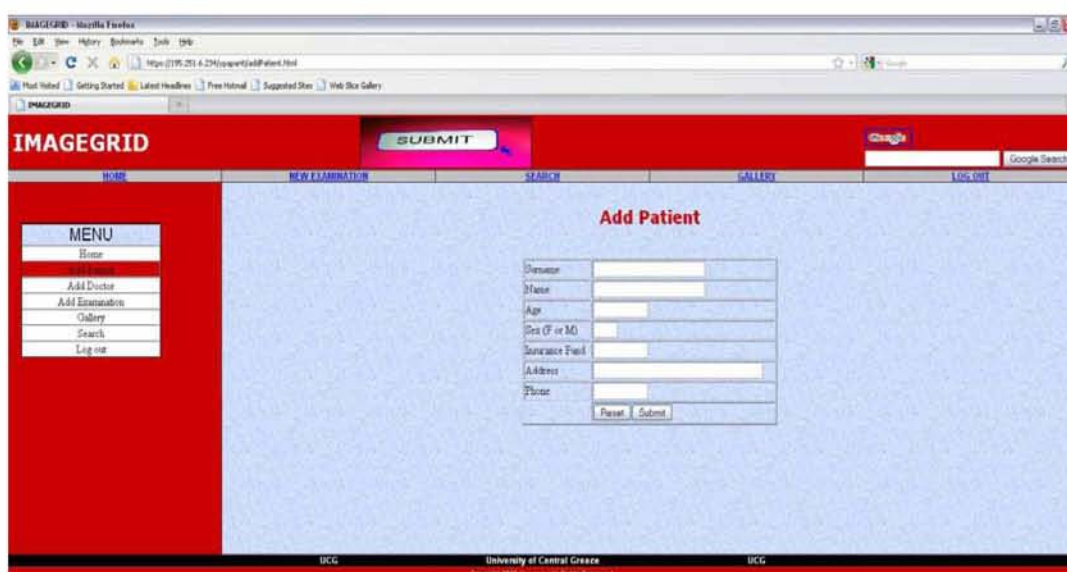 IMAGEGRID - Mozilla Firefox
File Edit View History Bookmarks Tools Help
Most Visited Getting Started Latest Headlines Free Hotmail Suggested Sites Web Slice Gallery
IMAGEGRID
IMAGEGRID
SUBMIT
Google Search
HOME NEW EXAMINATION SEARCH GALLERY LOG OUT
MENU
Home
Add Patient
Add Doctor
Add Examination
Gallery
Search
Log out
Add Patient
Surname
Name
Age
Sex (F or M)
Insurance Fund
Address
Phone
Reset Submit
UCG University of Central Greece UCG